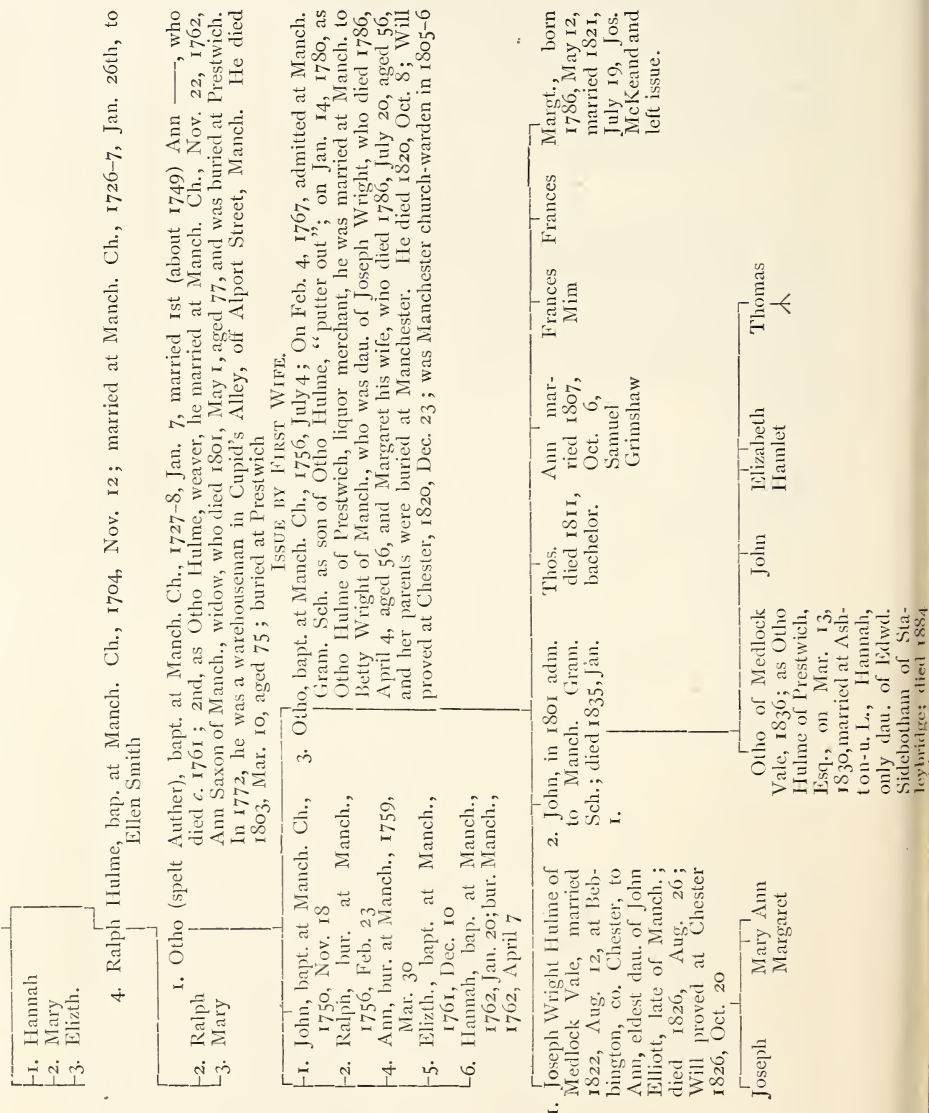 1. Hannah
2. Mary
3. Elizth.
4. Ralph Hulme, bap. at Manch. Ch., 1704, Nov. 12; married at Manch. Ch., 1726–7, Jan. 26th, to
Ellen Smith
1. Otho (spelt Auther), bapt. at Manch. Ch., 1727–8, Jan. 7, married 1st (about 1749) Ann ——, who
died c. 1761; 2nd, as Otho Hulme, weaver, he married at Manch. Ch., Nov. 22, 1762,
Ann Saxon of Manch., widow, who died 1801, May 1, aged 77, and was buried at Prestwich.
In 1772, he was a warehouseman in Cupid's Alley, off Alport Street, Manch. He died
1803, Mar. 10, aged 75; buried at Prestwich
2. Ralph
3. Mary
ISSUE BY FIRST WIFE.
1. John, bapt. at Manch. Ch.,
1750, Nov. 18
2. Ralph, bur. at Manch.,
1756, Feb. 23
4. Ann, bur. at Manch., 1759,
Mar. 30
5. Elizth., bapt. at Manch.,
1761, Dec. 10
6. Hannah, bap. at Manch.,
1762, Jan. 20; bur. Manch.,
1762, April 7
3. Otho, bapt. at Manch. Ch., 1756, July 4; On Feb. 4, 1767, admitted at Manch.
Gram. Sch. as son of Otho Hulme, "putter out"; on Jan. 14, 1780, as
Otho Hulme of Prestwich, liquor merchant, he was married at Manch. to
Betty Wright of Manch., who was dau. of Joseph Wright, who died 1786,
April 4, aged 56, and Margaret his wife, who died 1786, July 20, aged 56,
and her parents were buried at Manchester. He died 1820, Oct. 8; Will
proved at Chester, 1820, Dec. 23; was Manchester church-warden in 1805–6
1. Joseph Wright Hulme of
Medlock Vale, married
1822, Aug. 12, at Beb-
bington, co. Chester, to
Ann, eldest dau. of John
Elliott, late of Manch.;
died 1826, Aug. 26;
Will proved at Chester
1826, Oct. 20
2. John, in 1801 adm.
to Manch. Gram.
Sch.; died 1835, Jan.
1.
Thos.
died 1811,
bachelor.
Ann mar-
ried 1807,
Oct. 6,
Samuel
Grimshaw
Frances
Mim
Frances
Margt., born
1786, May 12,
married 1821,
July 19, Jos.
McKeand and
left issue.
Joseph
Mary Ann
Margaret
Otho of Medlock
Vale, 1836; as Otho
Hulme of Prestwich,
Esq., on Mar. 13,
1830, married at Ash-
ton-u. L., Hannah,
only dau. of Edwd.
Sidebotham of Sta-
leybridge; died 1884
John
Elizabeth
Hamlet
Thomas